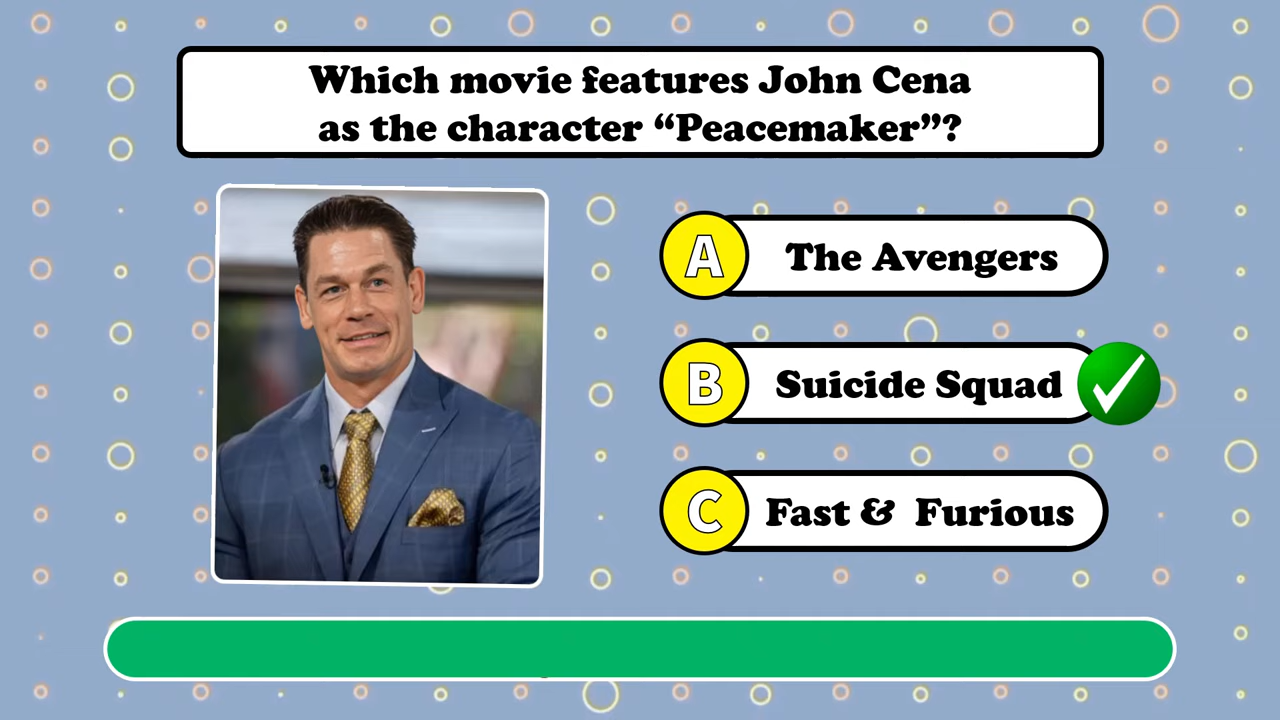 Which movie features John Cena
as the character “Peacemaker”?
A The Avengers
B Suicide Squad
C Fast & Furious